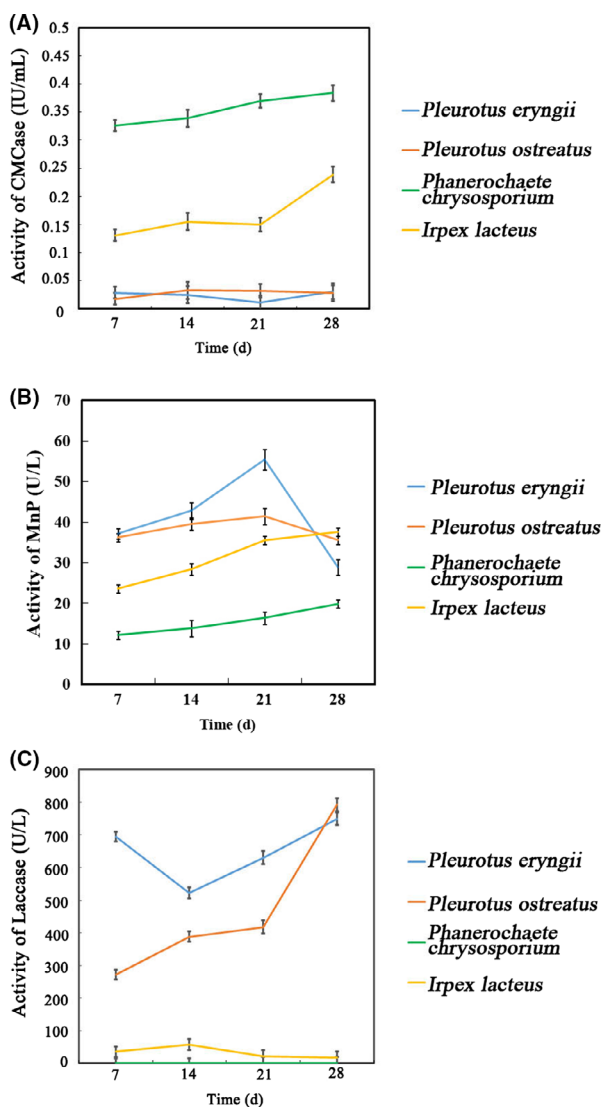 (A)
Activity of CMCase (IU/mL)
0.5
0.45
0.4
0.35
0.3
0.25
0.2
0.15
0.1
0.05
0
7 14 21 28
Time (d)
Pleurotus eryngii
Pleurotus ostreatus
Phanerochaete
chrysosporium
Irpex lacteus
(B)
Activity of MnP (U/L)
70
60
50
40
30
20
10
0
7 14 21 28
Time (d)
Pleurotus eryngii
Pleurotus ostreatus
Phanerochaete
chrysosporium
Irpex lacteus
(C)
Activity of Laccase (U/L)
900
800
700
600
500
400
300
200
100
0
7 14 21 28
Time (d)
Pleurotus eryngii
Pleurotus ostreatus
Phanerochaete
chrysosporium
Irpex lacteus